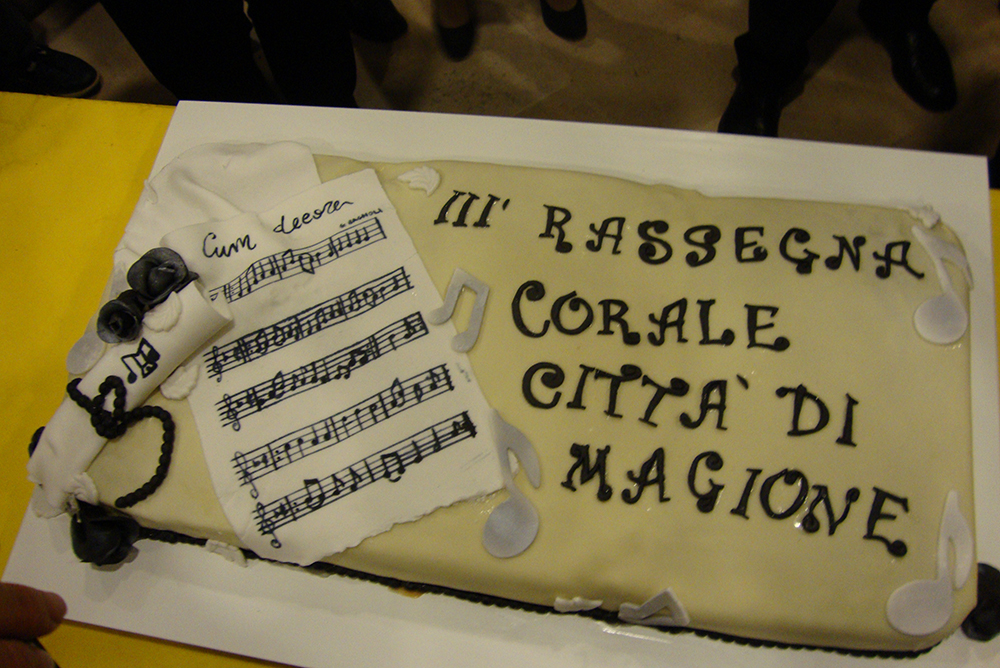 Cum decore
III' RASSEGNA
CORALE
CITTA' DI
MAGIONE